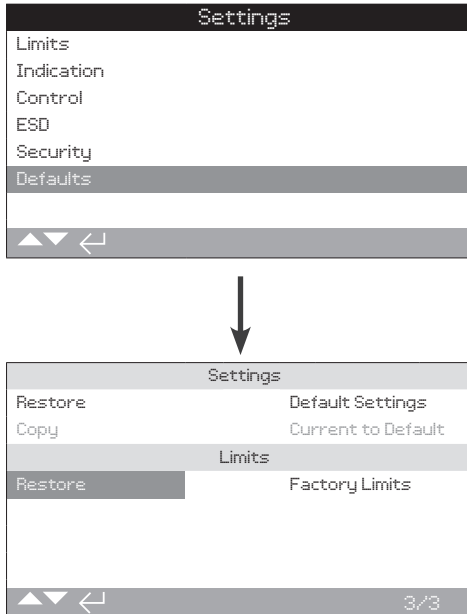 Settings
Limits
Indication
Control
ESD
Security
Defaults
Settings
Restore Default Settings
Copy Current to Default
Limits
Restore Factory Limits
3/3